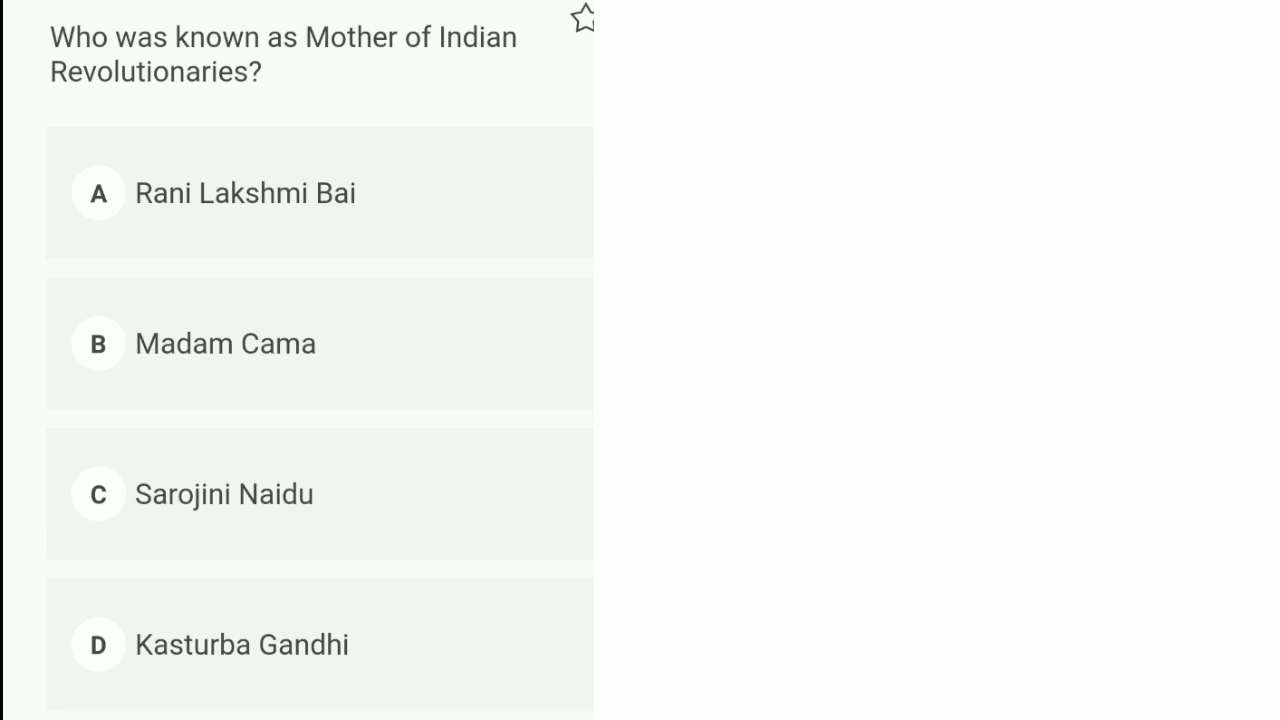 Who was known as Mother of Indian
Revolutionaries?
A Rani Lakshmi Bai
B Madam Cama
C Sarojini Naidu
D Kasturba Gandhi